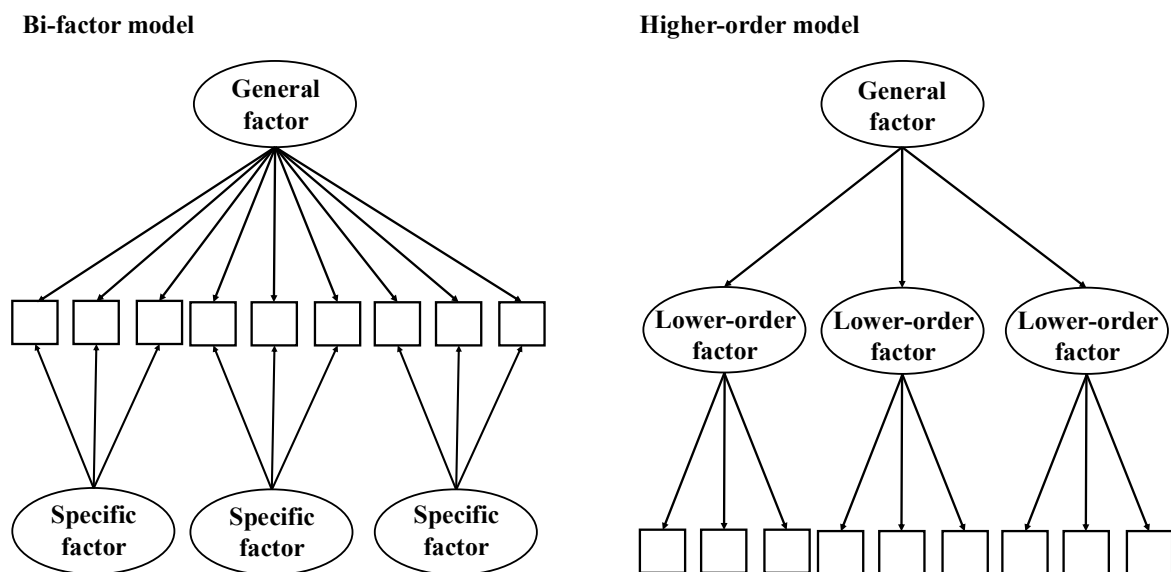 Bi-factor model
General
factor
Specific
factor
Specific
factor
Specific
factor
Higher-order model
General
factor
Lower-order
factor
Lower-order
factor
Lower-order
factor